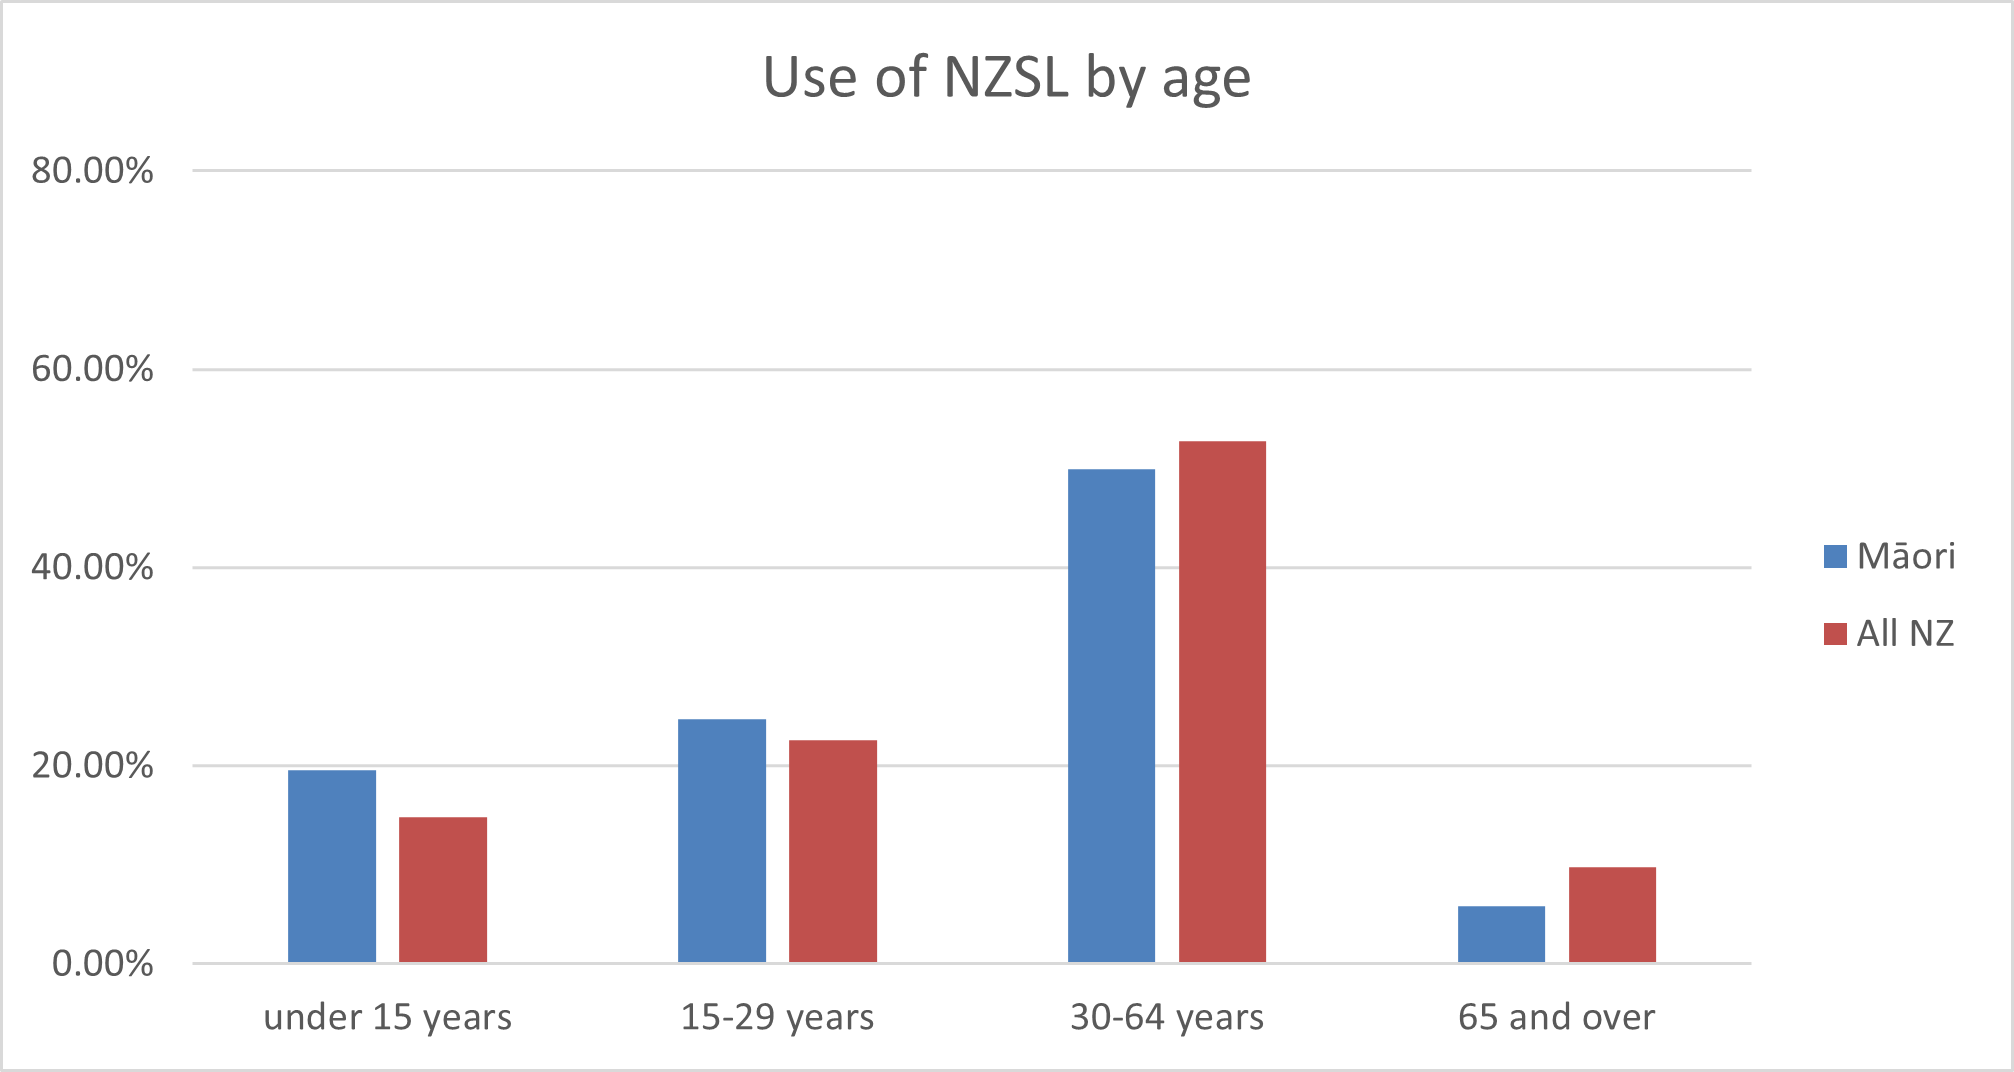 Use of NZSL by age
80.00%
60.00%
40.00%
20.00%
0.00%
under 15 years
15-29 years
30-64 years
65 and over
Māori
All NZ